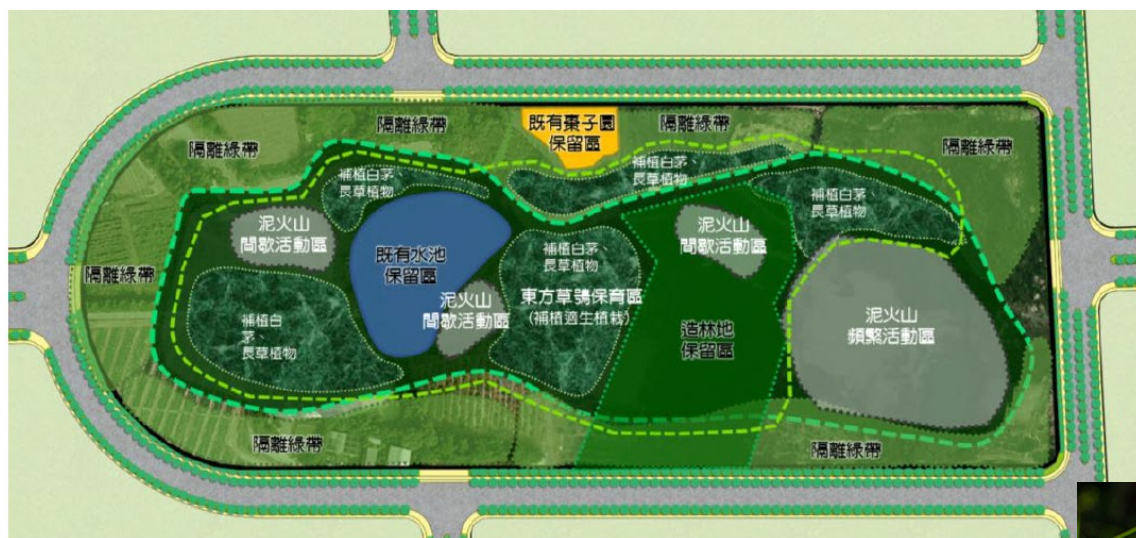 隔離綠帶
隔離綠帶
既有棗子園
保留區
隔離綠帶
隔離綠帶
補植白茅、
長草植物
補植白茅、
長草植物
補植白茅、
長草植物
泥火山
間歇活動區
泥火山
間歇活動區
既有水池
保留區
補植白茅、
長草植物
隔離綠帶
泥火山
間歇活動區
東方草鴞保育區
(補植適生植栽)
造林地
保留區
泥火山
頻繁活動區
補植白
茅、
長草植物
隔離綠帶
隔離綠帶